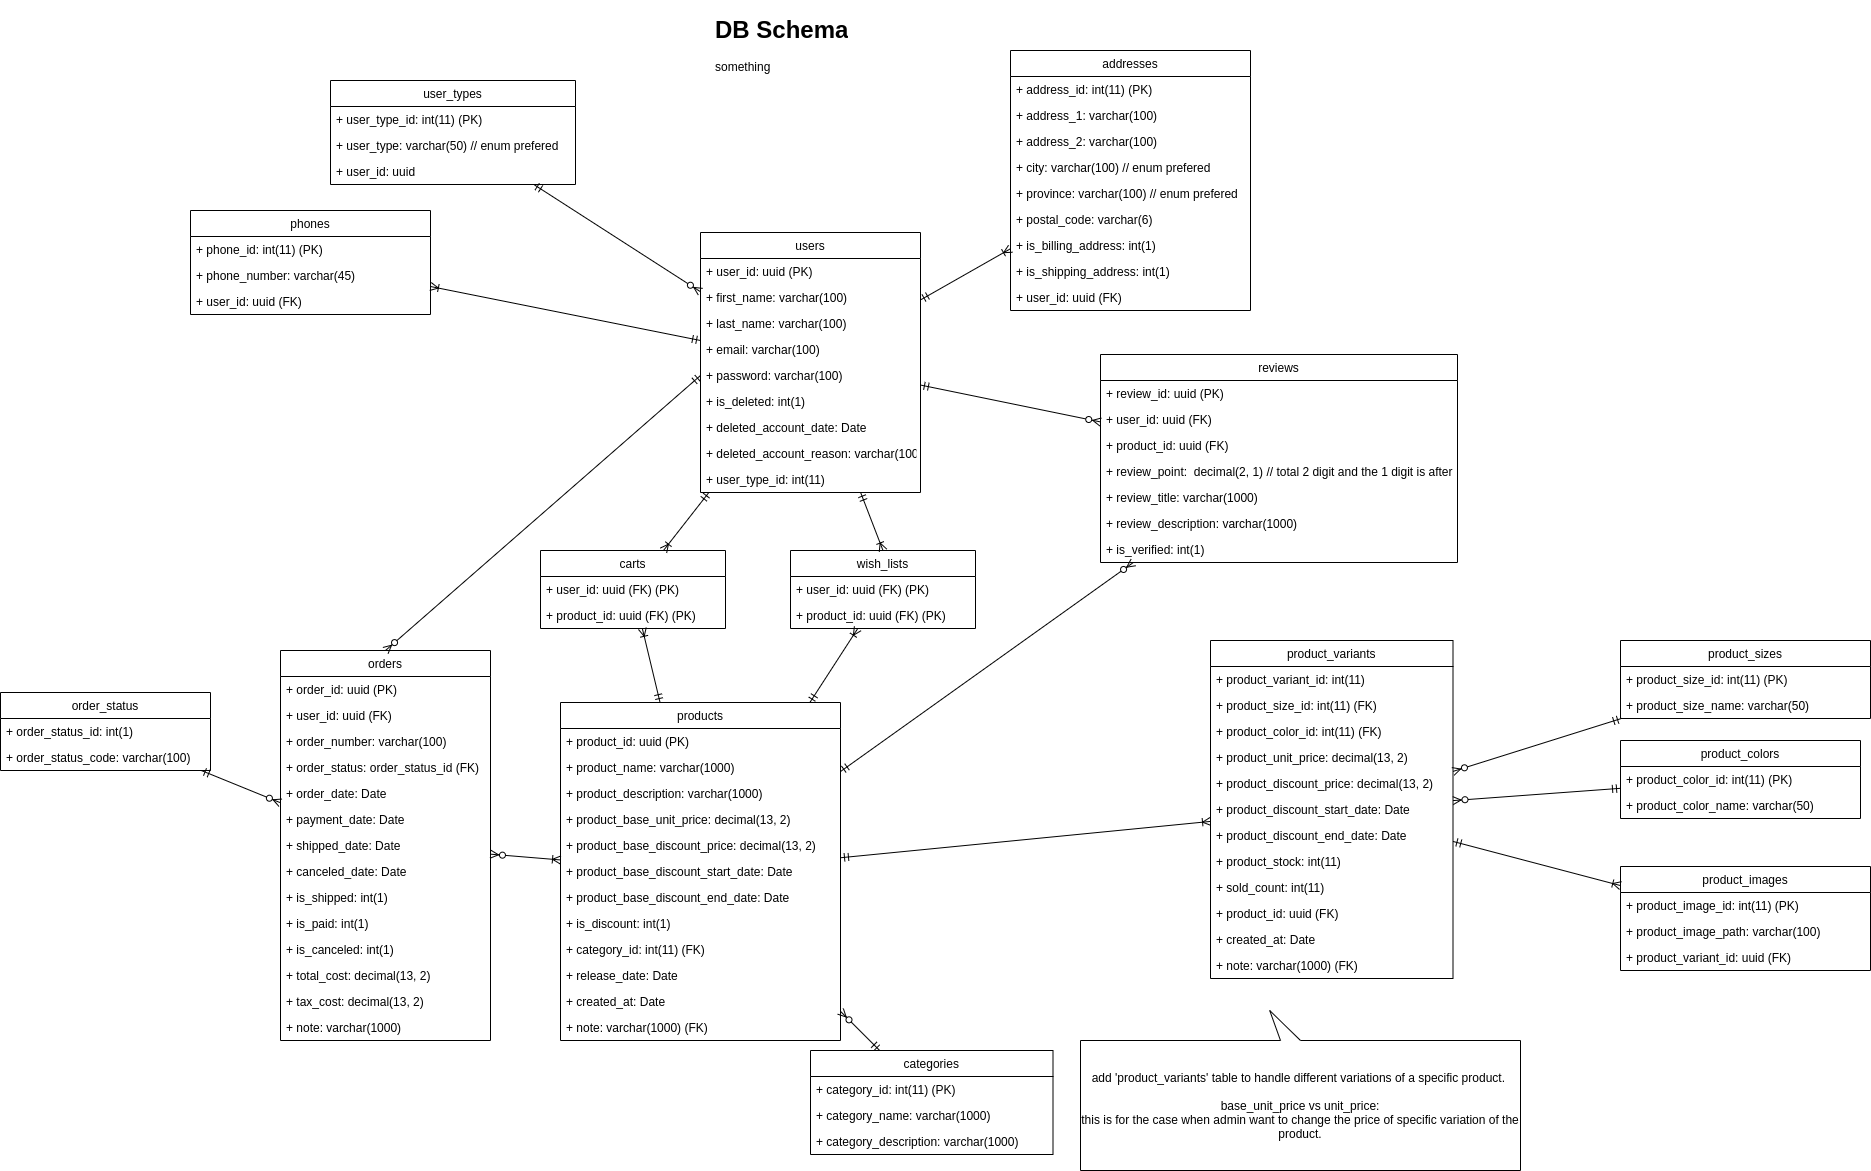 DB Schema
something
user_types
+ user_type_id: int(11) (PK)
+ user_type: varchar(50) // enum prefered
+ user_id: uuid
phones
+ phone_id: int(11) (PK)
+ phone_number: varchar(45)
+ user_id: uuid (FK)
users
+ user_id: uuid (PK)
+ first_name: varchar(100)
+ last_name: varchar(100)
+ email: varchar(100)
+ password: varchar(100)
+ is_deleted: int(1)
+ deleted_account_date: Date
+ deleted_account_reason: varchar(100
+ user_type_id: int(11)
addresses
+ address_id: int(11) (PK)
+ address_1: varchar(100)
+ address_2: varchar(100)
+ city: varchar(100) // enum prefered
+ province: varchar(100) // enum prefered
+ postal_code: varchar(6)
+ is_billing_address: int(1)
+ is_shipping_address: int(1)
+ user_id: uuid (FK)
reviews
+ review_id: uuid (PK)
+ user_id: uuid (FK)
+ product_id: uuid (FK)
+ review_point:  decimal(2, 1) // total 2 digit and the 1 digit is after
+ review_title: varchar(1000)
+ review_description: varchar(1000)
+ is_verified: int(1)
carts
+ user_id: uuid (FK) (PK)
+ product_id: uuid (FK) (PK)
wish_lists
+ user_id: uuid (FK) (PK)
+ product_id: uuid (FK) (PK)
order_status
+ order_status_id: int(1)
+ order_status_code: varchar(100)
orders
+ order_id: uuid (PK)
+ user_id: uuid (FK)
+ order_number: varchar(100)
+ order_status: order_status_id (FK)
+ order_date: Date
+ payment_date: Date
+ shipped_date: Date
+ canceled_date: Date
+ is_shipped: int(1)
+ is_paid: int(1)
+ is_canceled: int(1)
+ total_cost: decimal(13, 2)
+ tax_cost: decimal(13, 2)
+ note: varchar(1000)
products
+ product_id: uuid (PK)
+ product_name: varchar(1000)
+ product_description: varchar(1000)
+ product_base_unit_price: decimal(13, 2)
+ product_base_discount_price: decimal(13, 2)
+ product_base_discount_start_date: Date
+ product_base_discount_end_date: Date
+ is_discount: int(1)
+ category_id: int(11) (FK)
+ release_date: Date
+ created_at: Date
+ note: varchar(1000) (FK)
categories
+ category_id: int(11) (PK)
+ category_name: varchar(1000)
+ category_description: varchar(1000)
product_variants
+ product_variant_id: int(11)
+ product_size_id: int(11) (FK)
+ product_color_id: int(11) (FK)
+ product_unit_price: decimal(13, 2)
+ product_discount_price: decimal(13, 2)
+ product_discount_start_date: Date
+ product_discount_end_date: Date
+ product_stock: int(11)
+ sold_count: int(11)
+ product_id: uuid (FK)
+ created_at: Date
+ note: varchar(1000) (FK)
product_sizes
+ product_size_id: int(11) (PK)
+ product_size_name: varchar(50)
product_colors
+ product_color_id: int(11) (PK)
+ product_color_name: varchar(50)
product_images
+ product_image_id: int(11) (PK)
+ product_image_path: varchar(100)
+ product_variant_id: uuid (FK)
add 'product_variants' table to handle different variations of a specific product.
base_unit_price vs unit_price:
this is for the case when admin want to change the price of specific variation of the
product.